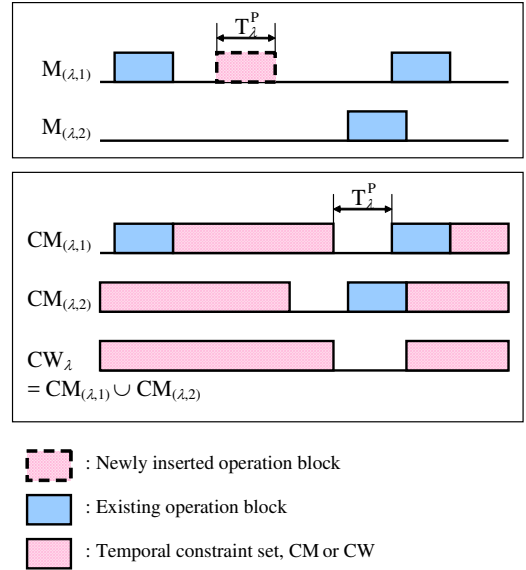 T_λ^P
M_(λ,1)
M_(λ,2)
T_λ^P
CM_(λ,1)
CM_(λ,2)
CW_λ
= CM_(λ,1) ∪ CM_(λ,2)
: Newly inserted operation block
: Existing operation block
: Temporal constraint set, CM or CW